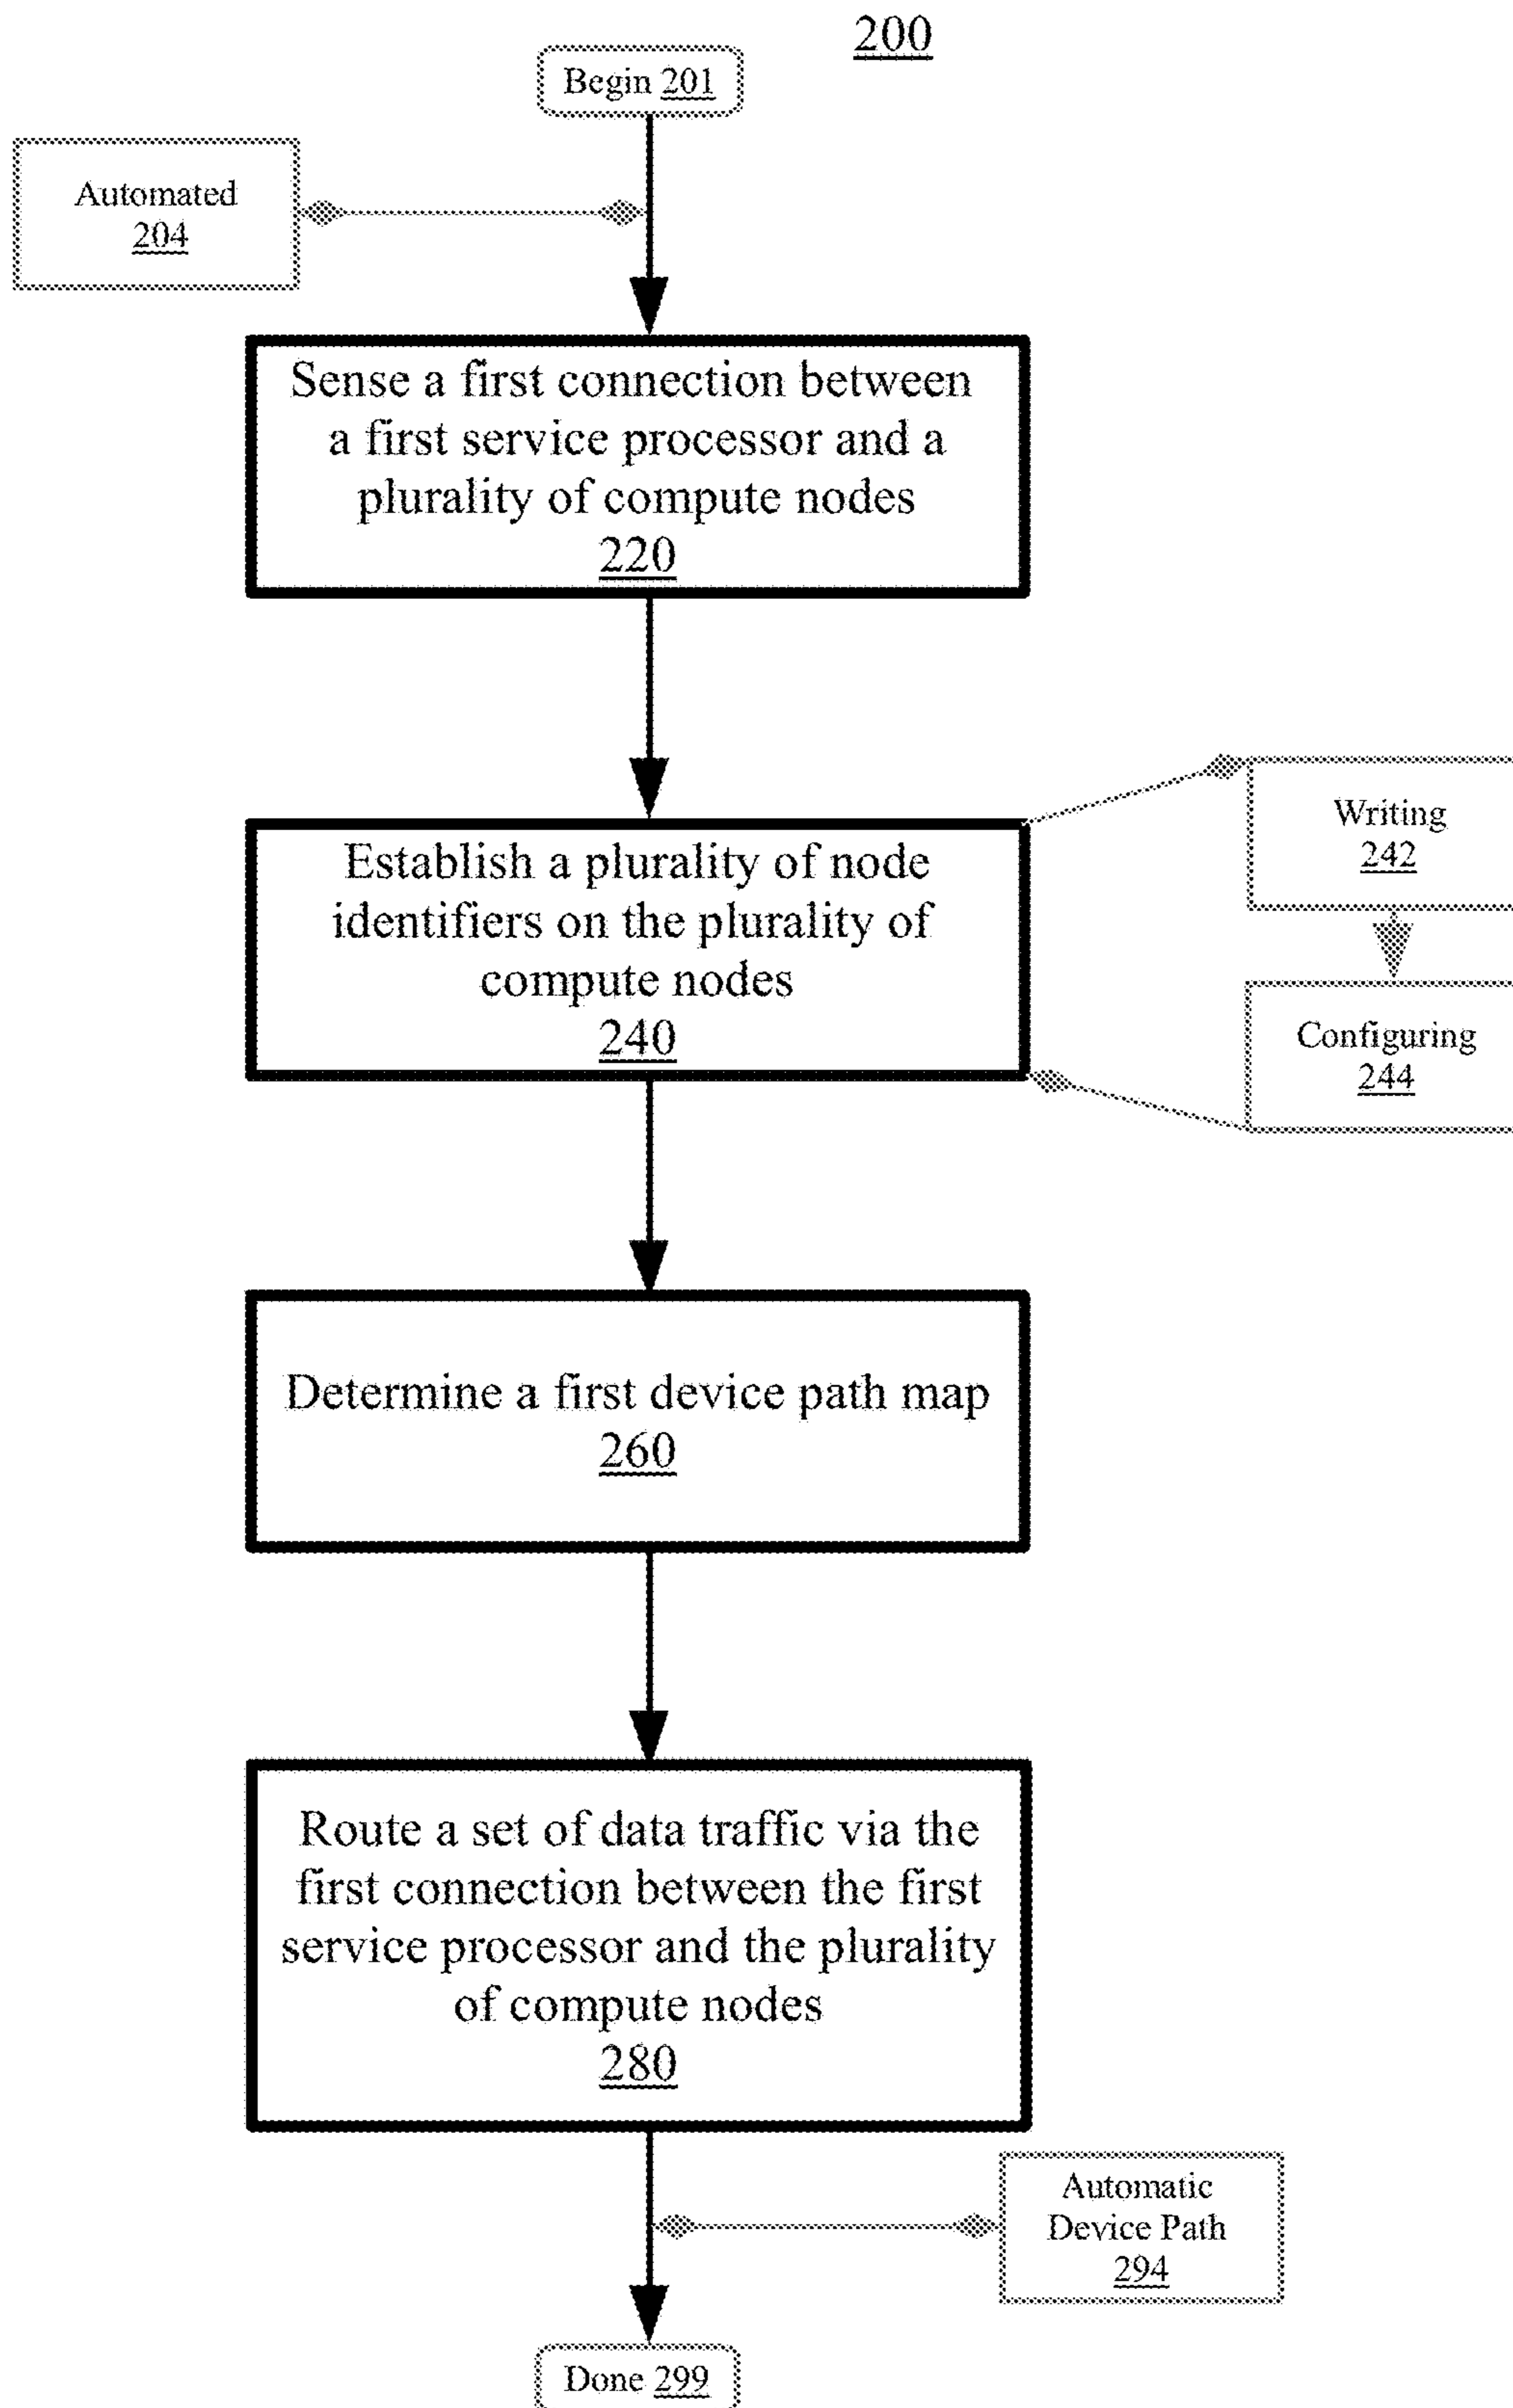 200
Begin 201
Automated
204
Sense a first connection between
a first service processor and a
plurality of compute nodes
220
Establish a plurality of node
identifiers on the plurality of
compute nodes
240
Writing
242
Configuring
244
Determine a first device path map
260
Route a set of data traffic via the
first connection between the first
service processor and the plurality
of compute nodes
280
Automatic
Device Path
294
Done 299